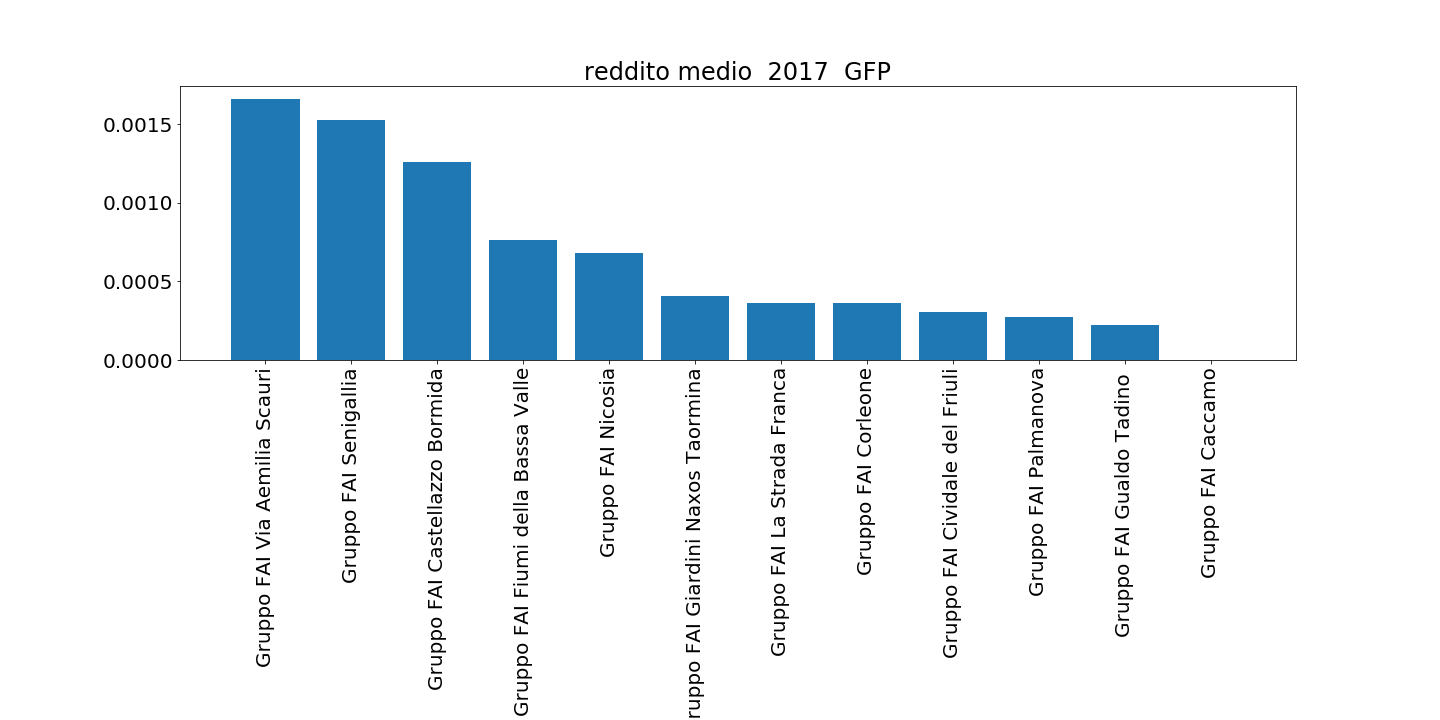 reddito medio  2017  GFP
0.0015
0.0010
0.0005
0.0000
Gruppo FAI Via Aemilia Scauri
Gruppo FAI Senigallia
Gruppo FAI Castellazzo Bormida
Gruppo FAI Fiumi della Bassa Valle
Gruppo FAI Nicosia
ruppo FAI Giardini Naxos Taormina
Gruppo FAI La Strada Franca
Gruppo FAI Corleone
Gruppo FAI Cividale del Friuli
Gruppo FAI Palmanova
Gruppo FAI Gualdo Tadino
Gruppo FAI Caccamo